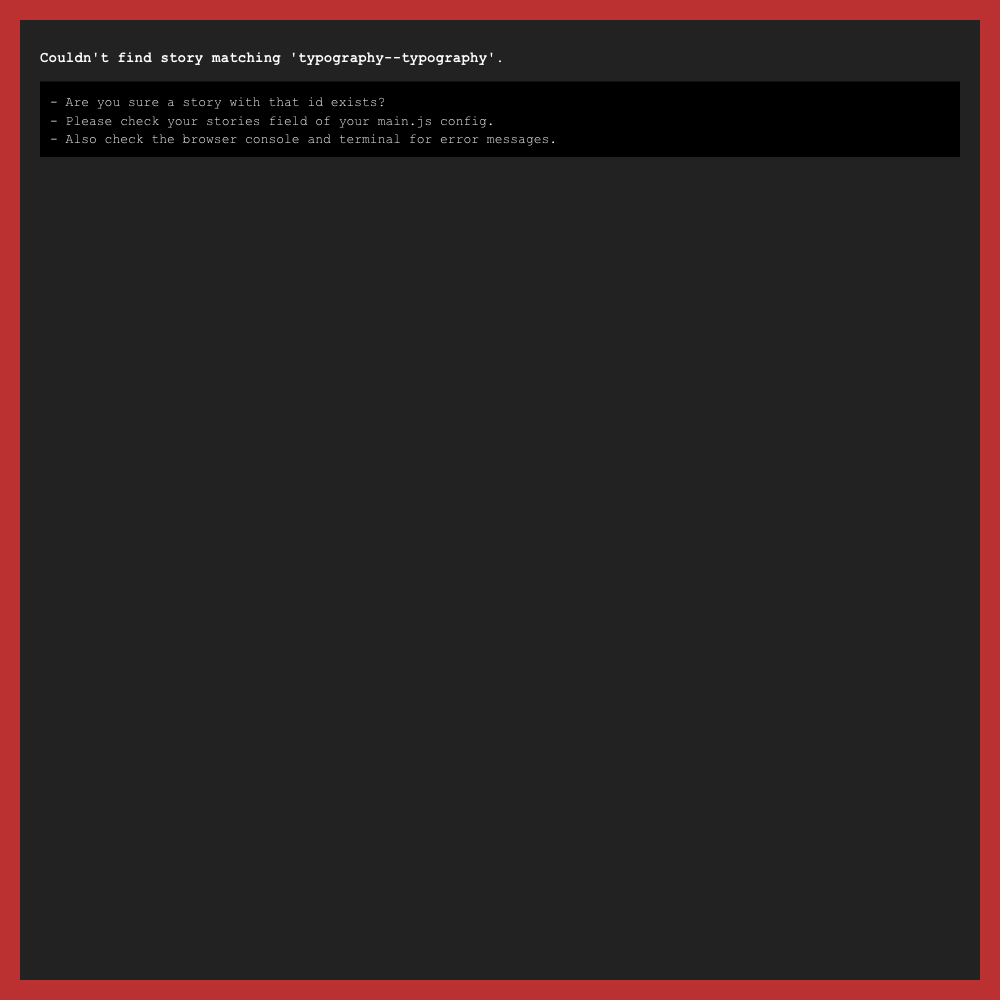 Couldn't find story matching 'typography--typography'.
- Are you sure a story with that id exists?
- Please check your stories field of your main.js config.
- Also check the browser console and terminal for error messages.